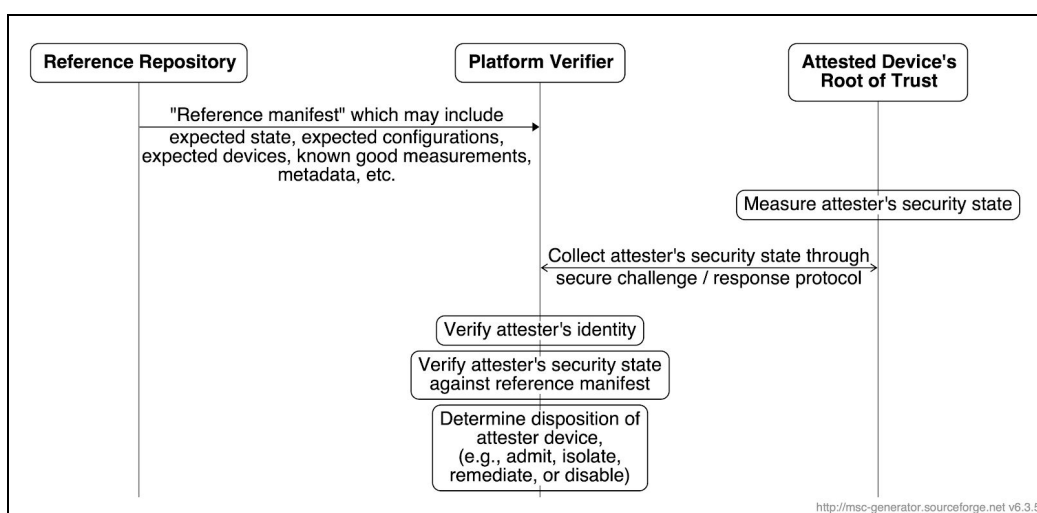 Reference Repository
Platform Verifier
Attested Device's
Root of Trust
"Reference manifest" which may include
expected state, expected configurations,
expected devices, known good measurements,
metadata, etc.
Measure attester's security state
Collect attester's security state through
secure challenge / response protocol
Verify attester's identity
Verify attester's security state
against reference manifest
Determine disposition of
attester device,
(e.g., admit, isolate,
remediate, or disable)
http://msc-generator.sourceforge.net v6.3.5